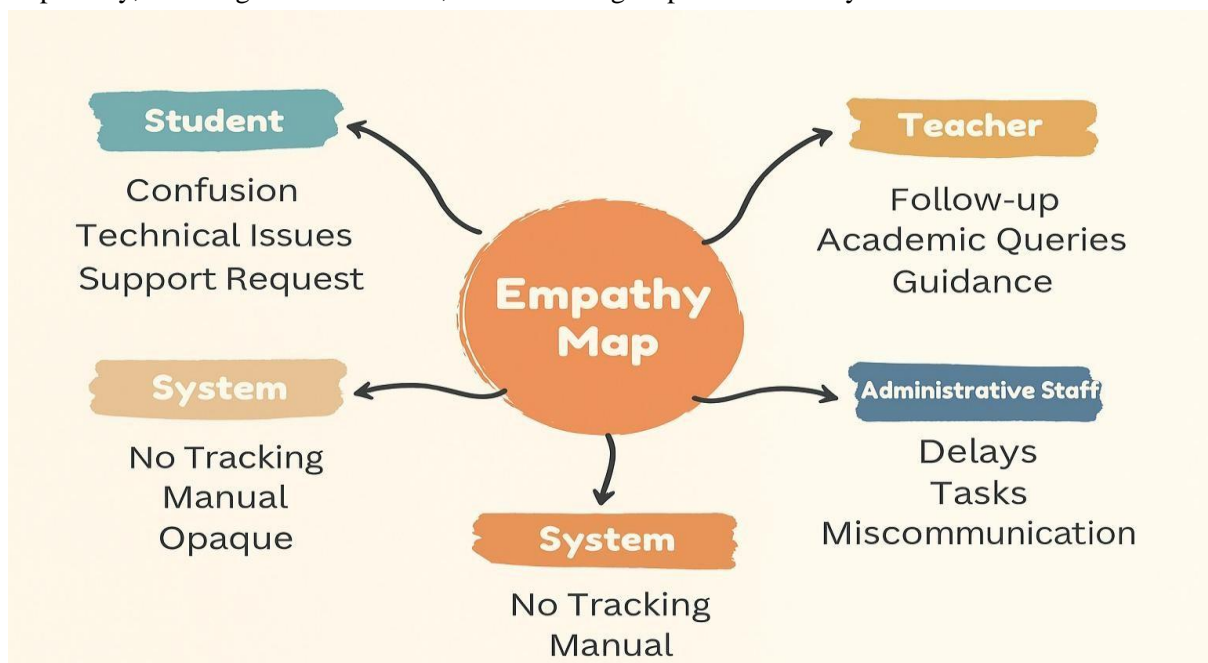 Student
Confusion
Technical Issues
Support Request
Teacher
Follow-up
Academic Queries
Guidance
Empathy
Map
System
No Tracking
Manual
Opaque
Administrative Staff
Delays
Tasks
Miscommunication
System
No Tracking
Manual